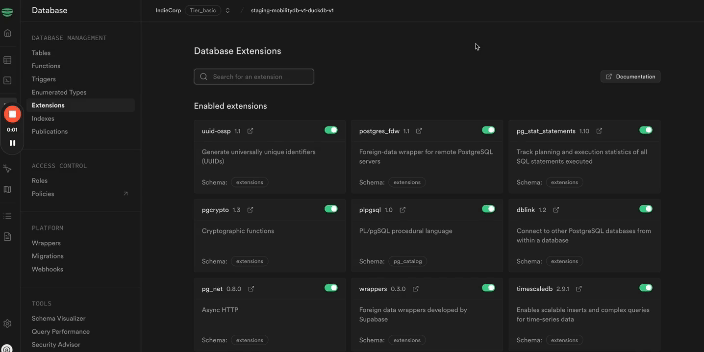 Database
IndieCorp Tier_basic / staging-mobilitydb-vt-dudsdb-vt
DATABASE MANAGEMENT
Tables
Functions
Triggers
Enumerated Types
Extensions
Indexes
Publications
0:01
ACCESS CONTROL
Roles
Policies
PLATFORM
Wrappers
Migrations
Webhooks
TOOLS
Schema Visualizer
Query Performance
Security Advisor
Database Extensions
Search for an extension
Documentation
Enabled extensions
uuid-ossp 1.1
Generate universally unique identifiers
(UUIDs)
Schema: extensions
postgres_fdw 1.1
Foreign-data wrapper for remote PostgreSQL
servers
Schema: extensions
pg_stat_statements 1.10
Track planning and execution statistics of all
SQL statements executed
Schema: extensions
pgcrypto 1.3
Cryptographic functions
Schema: extensions
plpgsql 1.0
PL/pgSQL procedural language
Schema: pg_catalog
dblink 1.2
Connect to other PostgreSQL databases from
within a database
Schema: extensions
pg_net 0.8.0
Async HTTP
Schema: extensions
wrappers 0.3.0
Foreign data wrappers developed by
Supabase
Schema: extensions
timescaledb 2.9.1
Enables scalable inserts and complex queries
for time-series data
Schema: extensions